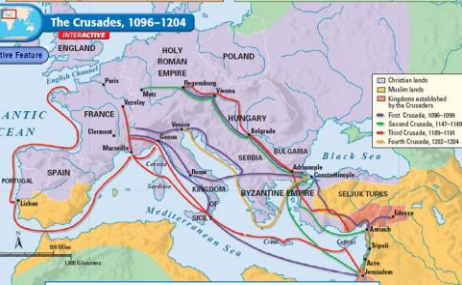 The Crusades, 1096–1204
INTERACTIVE
tive Feature
ENGLAND
English Channel
HOLY
ROMAN
EMPIRE
POLAND
Paris
Metz
Regensburg
Vienna
Vezelay
FRANCE
Clermont
Venice
HUNGARY
Belgrade
ANTIC
CEAN
Genoa
Marseille
Corsica
SERBIA
BULGARIA
Black Sea
Adrianople
Constantinople
Rome
PORTUGAL
SPAIN
Lisbon
Sardinia
KINGDOM
OF
SICILY
BYZANTINE EMPIRE
SELJUK TURKS
Edessa
Mediterranean Sea
Crete
Cyprus
Antioch
Tripoli
Acre
Jerusalem
N
500 Miles
1,000 Kilometers
Christian lands
Muslim lands
Kingdoms established
by the Crusaders
First Crusade, 1096–1099
Second Crusade, 1147–1149
Third Crusade, 1189–1191
Fourth Crusade, 1202–1204